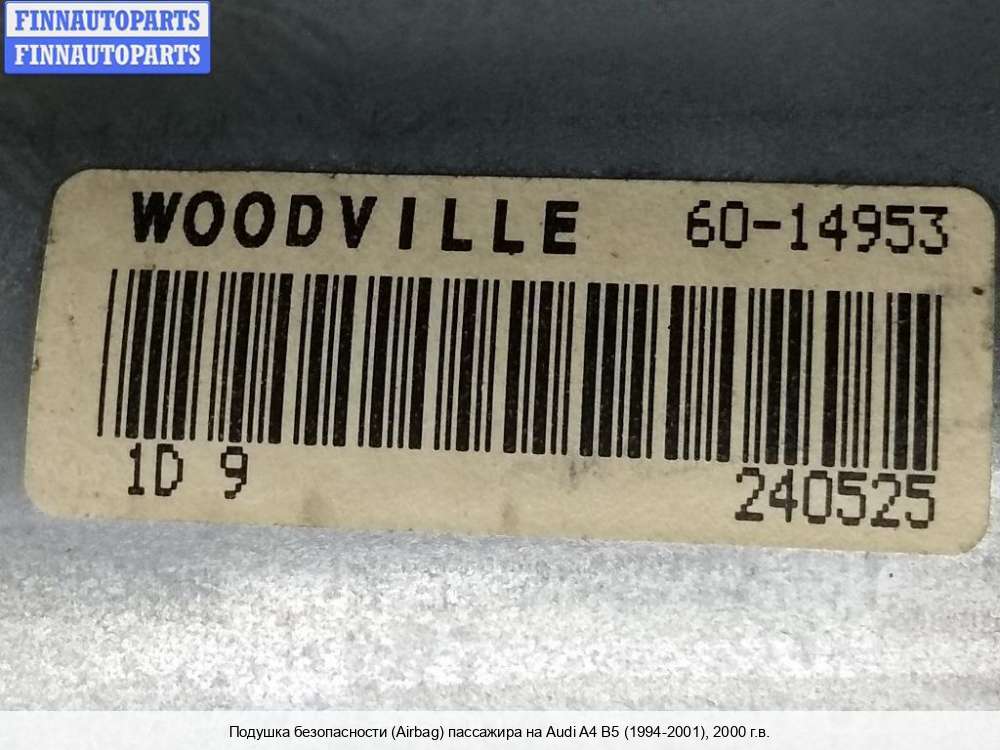 FINNAUTOPARTS
FINNAUTOPARTS
WOODVILLE 60-14953
1D 9 240525
Подушка безопасности (Airbag) пассажира на Audi A4 B5 (1994-2001), 2000 г.в.